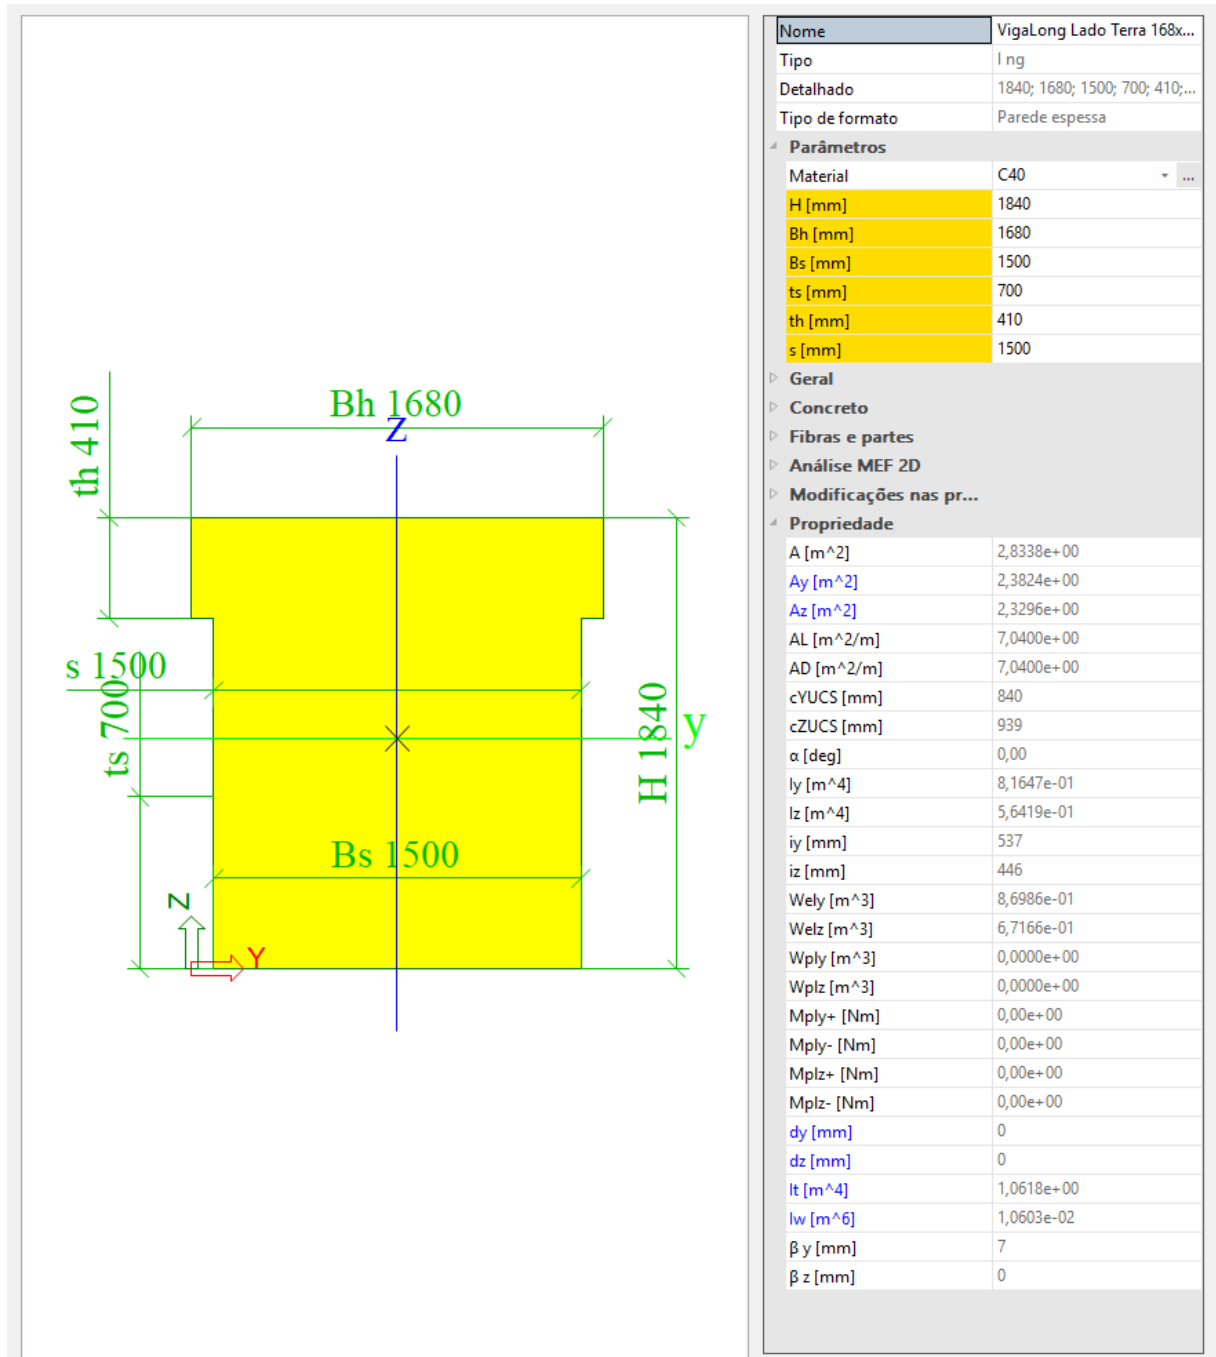 Bh 1680
Z
th 410
s 1500
ts 700
H 1840
y
Bs 1500
Z
Y
Nome VigaLong Lado Terra 168x...
Tipo I ng
Detalhado 1840; 1680; 1500; 700; 410;...
Tipo de formato Parede espessa
Parâmetros
Material C40 ...
H [mm] 1840
Bh [mm] 1680
Bs [mm] 1500
ts [mm] 700
th [mm] 410
s [mm] 1500
Geral
Concreto
Fibras e partes
Análise MEF 2D
Modificações nas pr...
Propriedade
A [m^2] 2,8338e+00
Ay [m^2] 2,3824e+00
Az [m^2] 2,3296e+00
AL [m^2/m] 7,0400e+00
AD [m^2/m] 7,0400e+00
cYUCS [mm] 840
cZUCS [mm] 939
α [deg] 0,00
Iy [m^4] 8,1647e-01
Iz [m^4] 5,6419e-01
iy [mm] 537
iz [mm] 446
Wely [m^3] 8,6986e-01
Welz [m^3] 6,7166e-01
Wply [m^3] 0,0000e+00
Wplz [m^3] 0,0000e+00
Mply+ [Nm] 0,00e+00
Mply- [Nm] 0,00e+00
Mplz+ [Nm] 0,00e+00
Mplz- [Nm] 0,00e+00
dy [mm] 0
dz [mm] 0
It [m^4] 1,0618e+00
Iw [m^6] 1,0603e-02
β y [mm] 7
β z [mm] 0